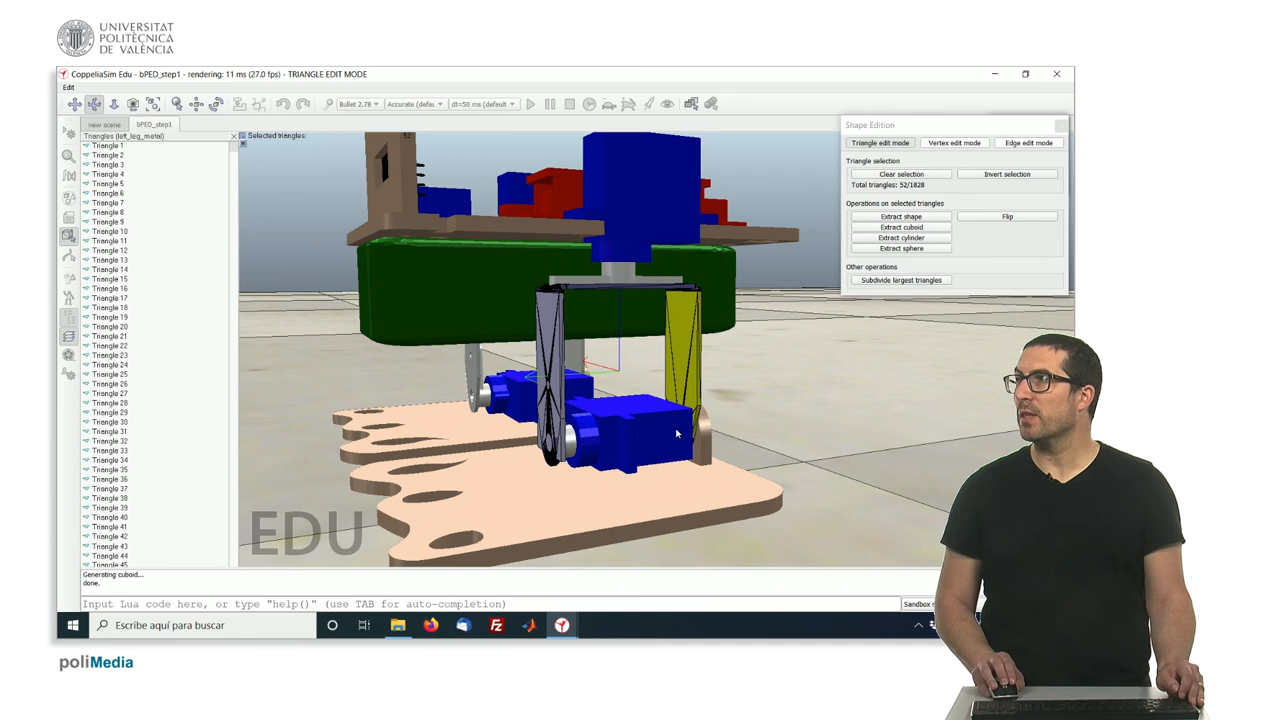 UNIVERSITAT
POLITÈCNICA
DE VALÈNCIA
CoppeliaSim Edu - bPED_step1 - rendering: 11 ms (27.0 fps) - TRIANGLE EDIT MODE
Edit
Bullet 2.78
Accurate (defau
dt=50 ms (default
new scene
bPED_step1
Triangles (left_leg_metal)
Selected triangles:
52
Triangle 1
Triangle 2
Triangle 3
Triangle 4
Triangle 5
Triangle 6
Triangle 7
Triangle 8
Triangle 9
Triangle 10
Triangle 11
Triangle 12
Triangle 13
Triangle 14
Triangle 15
Triangle 16
Triangle 17
Triangle 18
Triangle 19
Triangle 20
Triangle 21
Triangle 22
Triangle 23
Triangle 24
Triangle 25
Triangle 26
Triangle 27
Triangle 28
Triangle 29
Triangle 30
Triangle 31
Triangle 32
Triangle 33
Triangle 34
Triangle 35
Triangle 36
Triangle 37
Triangle 38
Triangle 39
Triangle 40
Triangle 41
Triangle 42
Triangle 43
Triangle 44
Triangle 45
Shape Edition
Triangle edit mode
Vertex edit mode
Edge edit mode
Triangle selection
Clear selection
Invert selection
Total triangles: 52/1828
Operations on selected triangles
Extract shape
Flip
Extract cuboid
Extract cylinder
Extract sphere
Other operations
Subdivide largest triangles
EDU
Generating cuboid...
done.
Input Lua code here, or type "help()" (use TAB for auto-completion)
Sandbox
Escribe aquí para buscar
Fz
poliMedia